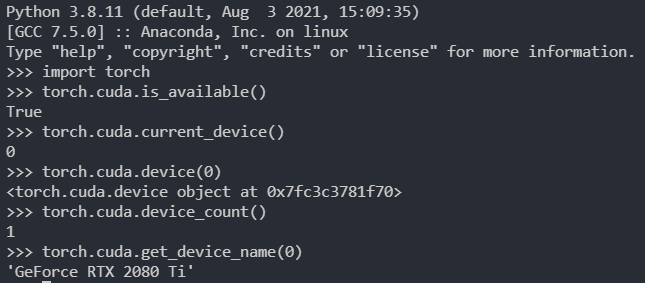 Python 3.8.11 (default, Aug  3 2021, 15:09:35)
[GCC 7.5.0] :: Anaconda, Inc. on linux
Type "help", "copyright", "credits" or "license" for more information.
>>> import torch
>>> torch.cuda.is_available()
True
>>> torch.cuda.current_device()
0
>>> torch.cuda.device(0)
<torch.cuda.device object at 0x7fc3c3781f70>
>>> torch.cuda.device_count()
1
>>> torch.cuda.get_device_name(0)
'GeForce RTX 2080 Ti'